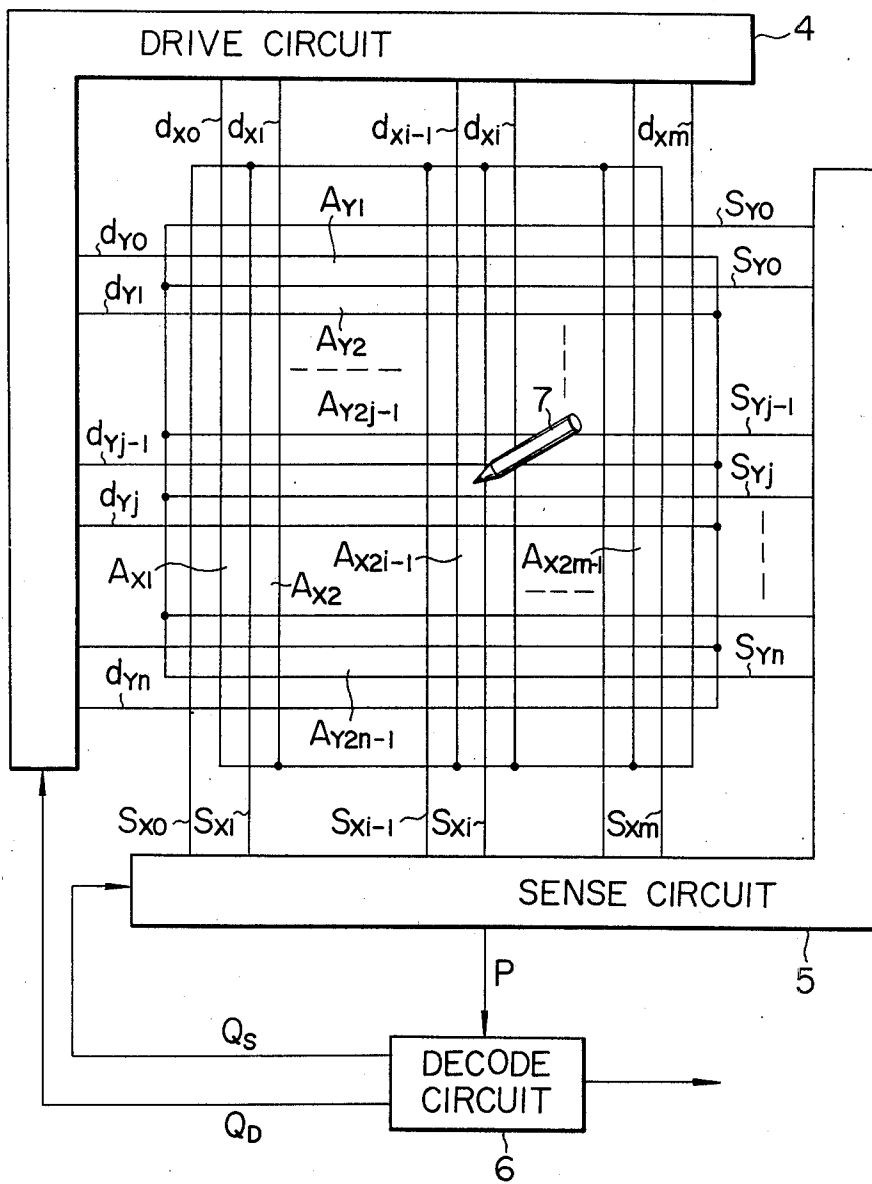 DRIVE CIRCUIT
4
dX0 dX1 dXi-1 dXi dXm
AY1
SY0
dY0
SY0
dY1
AY2
AY2j-1
7
SYj-1
dYj-1
SYj
dYj
AX1 AX2 AX2i-1 AX2m-1
SYn
dYn
AY2n-1
SX0 SX1 SXi-1 SXi SXm
SENSE CIRCUIT
5
P
QS
DECODE
CIRCUIT
QD
6